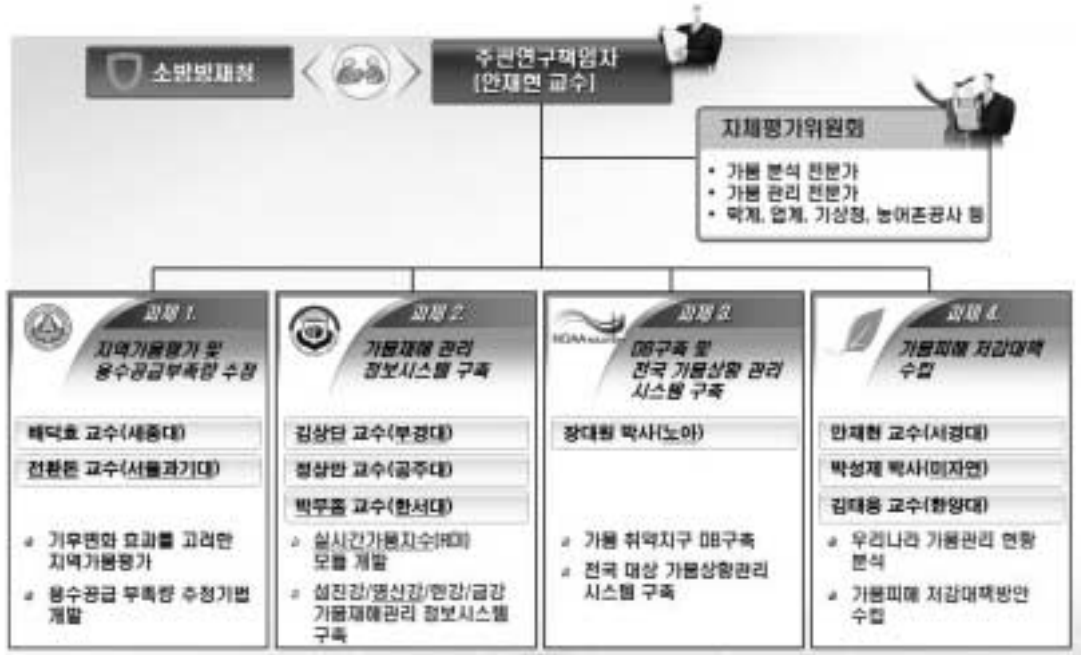 소방방재청
주관연구책임자
[안재현 교수]
자체평가위원회
• 가뭄 분석 전문가
• 가뭄 관리 전문가
• 학계, 업계, 기상청, 농어촌공사 등
과제 1.
지역가뭄평가 및
용수공급부족량 추정
배덕효 교수(세종대)
전환돈 교수(서울과기대)
기후변화 효과를 고려한
지역가뭄평가
용수공급 부족량 추정기법
개발
과제 2.
가뭄재해 관리
정보시스템 구축
김상단 교수(부경대)
정상만 교수(공주대)
박무종 교수(한서대)
실시간가뭄지수
모듈 개발
섬진강/영산강/한강/금강
가뭄재해관리 정보시스템
구축
과제 3.
NOAA
DB구축 및
전국 가뭄상황 관리
시스템 구축
장대원 박사(노아)
가뭄 취약지구 DB구축
전국 대상 가뭄상황관리
시스템 구축
과제 4.
가뭄피해 저감대책
수립
안재현 교수(서경대)
박성제 박사(미자연)
김태웅 교수(한양대)
우리나라 가뭄관리 현황
분석
가뭄피해 저감대책방안
수립